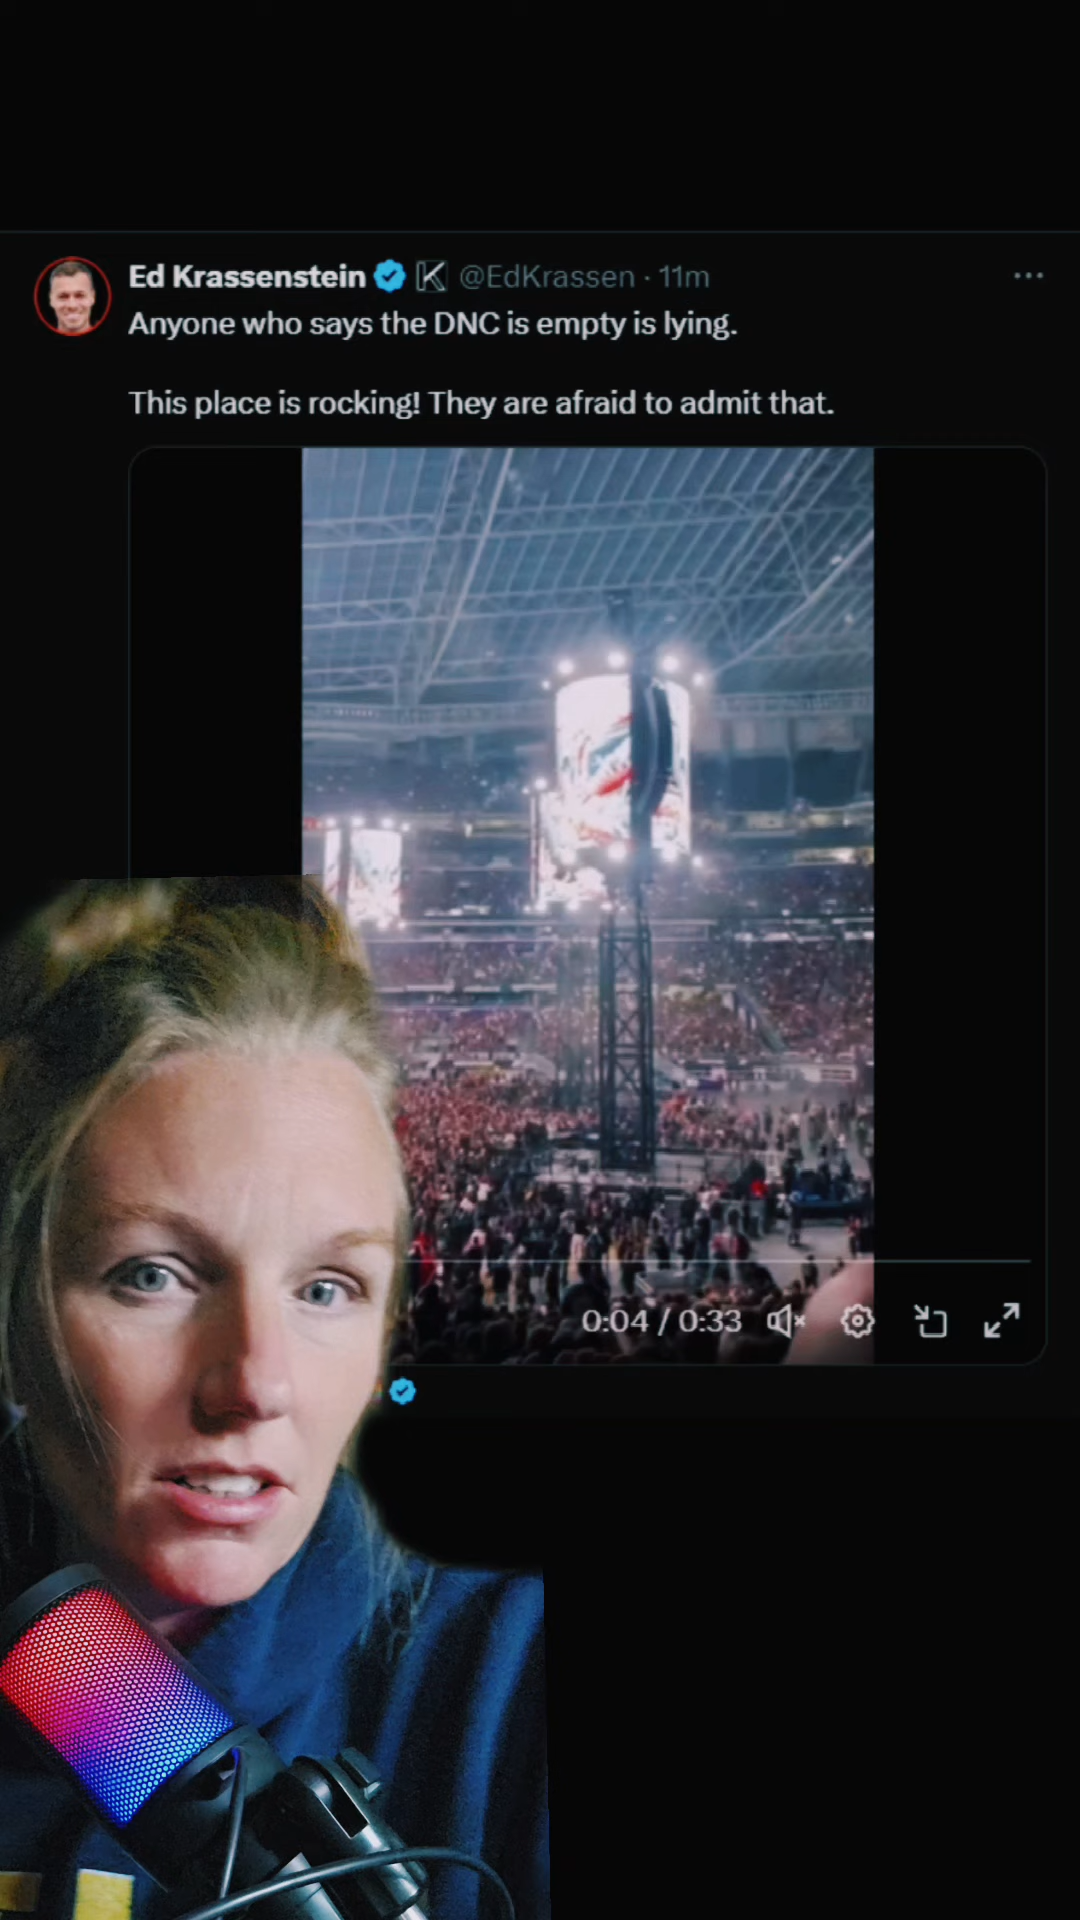 Ed Krassenstein @EdKrassen · 11m
Anyone who says the DNC is empty is lying.
This place is rocking! They are afraid to admit that.
0:04 / 0:33